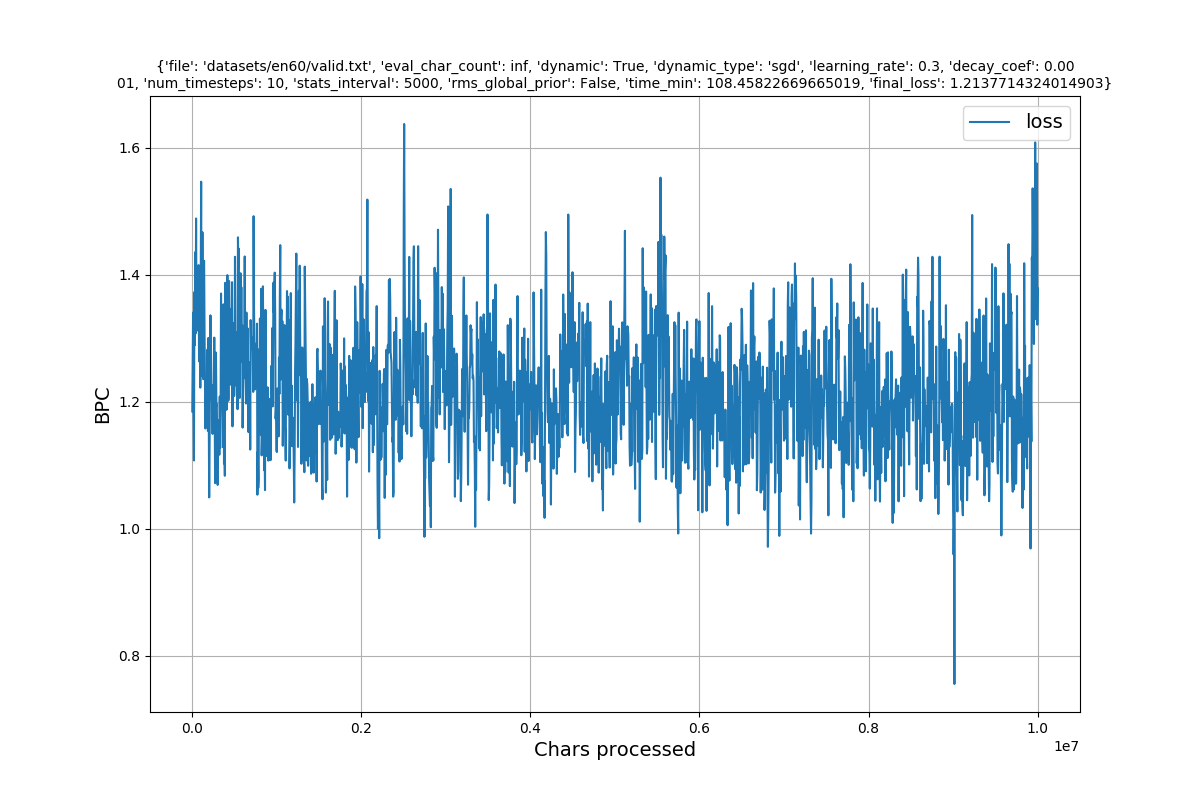 {'file': 'datasets/en60/valid.txt', 'eval_char_count': inf, 'dynamic': True, 'dynamic_type': 'sgd', 'learning_rate': 0.3, 'decay_coef': 0.00
01, 'num_timesteps': 10, 'stats_interval': 5000, 'rms_global_prior': False, 'time_min': 108.45822669665019, 'final_loss': 1.2137714324014903}
loss
1.6
1.4
1.2
1.0
0.8
BPC
0.0 0.2 0.4 0.6 0.8 1.0
1e7
Chars processed